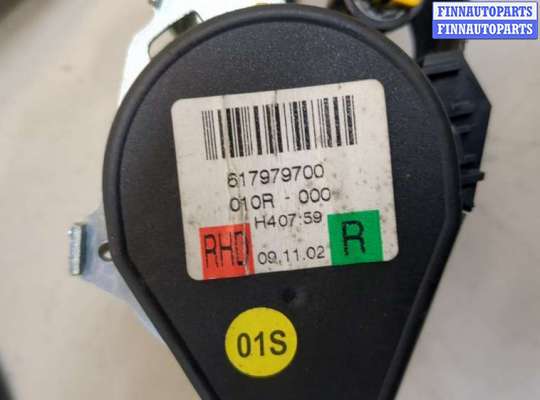 FINNAUTOPARTS
FINNAUTOPARTS
617979700
010R - 000
H407:59
RHD 09.11.02 R
01S